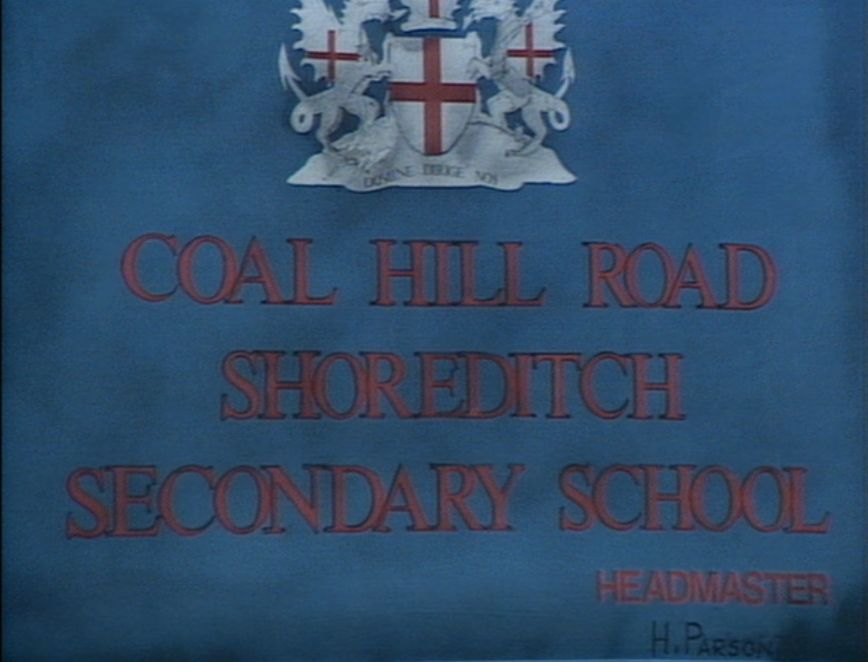 DOMINE DIRIGE NOS
COAL HILL ROAD
SHOREDITCH
SECONDARY SCHOOL
HEADMASTER
H. PARSON